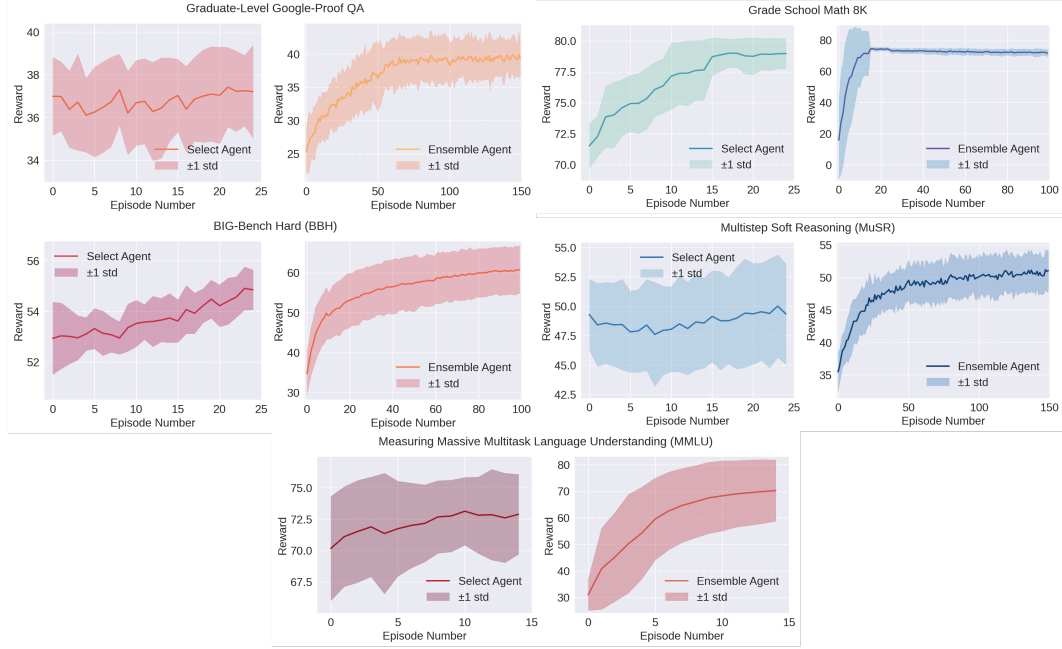 Graduate-Level Google-Proof QA
40
38
36
34
Reward
0 5 10 15 20 25
Episode Number
Select Agent
±1 std
40
35
30
25
Reward
0 50 100 150
Episode Number
Ensemble Agent
±1 std
Grade School Math 8K
80.0
77.5
75.0
72.5
70.0
Reward
0 5 10 15 20 25
Episode Number
Select Agent
±1 std
80
60
40
20
0
Reward
0 20 40 60 80 100
Episode Number
Ensemble Agent
±1 std
BIG-Bench Hard (BBH)
56
54
52
Reward
0 5 10 15 20 25
Episode Number
Select Agent
±1 std
60
50
40
30
Reward
0 20 40 60 80 100
Episode Number
Ensemble Agent
±1 std
Multistep Soft Reasoning (MuSR)
55.0
52.5
50.0
47.5
45.0
42.5
Reward
0 5 10 15 20 25
Episode Number
Select Agent
±1 std
55
50
45
40
35
Reward
0 50 100 150
Episode Number
Ensemble Agent
±1 std
Measuring Massive Multitask Language Understanding (MMLU)
75.0
72.5
70.0
67.5
Reward
0 5 10 15
Episode Number
Select Agent
±1 std
80
70
60
50
40
30
Reward
0 5 10 15
Episode Number
Ensemble Agent
±1 std